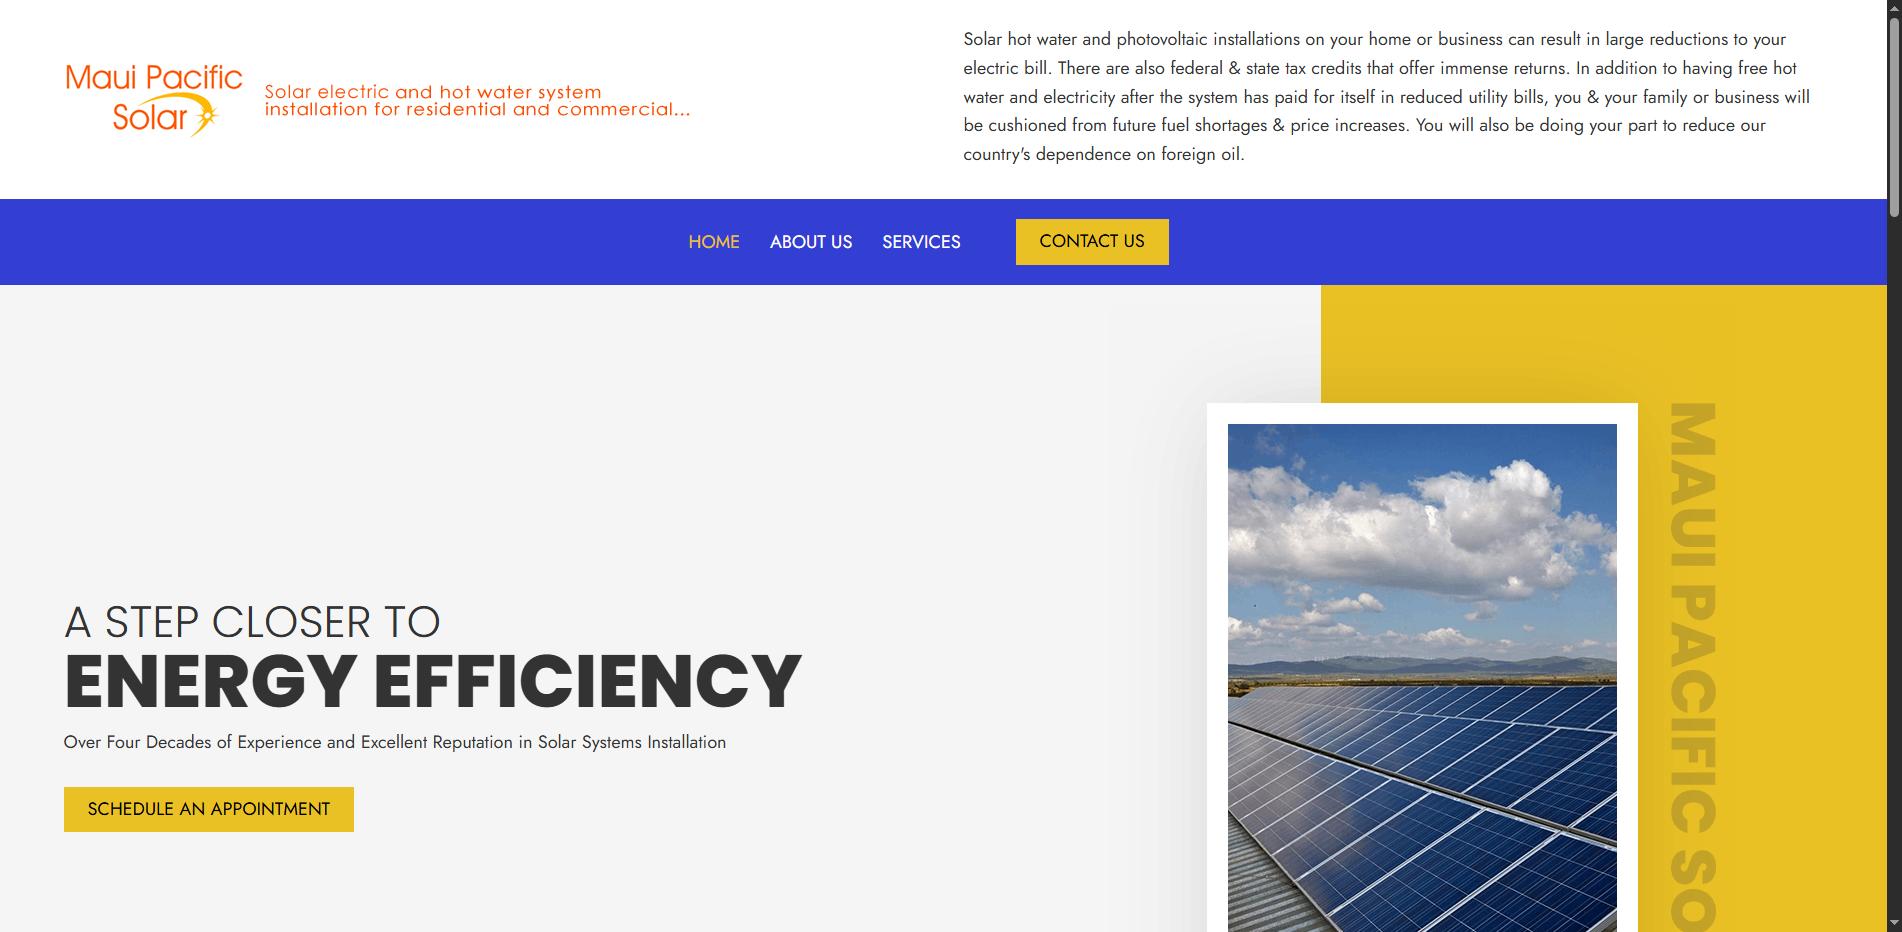 Maui Pacific
Solar
Solar electric and hot water system
installation for residential and commercial...
Solar hot water and photovoltaic installations on your home or business can result in large reductions to your
electric bill. There are also federal & state tax credits that offer immense returns. In addition to having free hot
water and electricity after the system has paid for itself in reduced utility bills, you & your family or business will
be cushioned from future fuel shortages & price increases. You will also be doing your part to reduce our
country's dependence on foreign oil.
HOME ABOUT US SERVICES CONTACT US
A STEP CLOSER TO
ENERGY EFFICIENCY
Over Four Decades of Experience and Excellent Reputation in Solar Systems Installation
SCHEDULE AN APPOINTMENT
MAUI PACIFIC SO